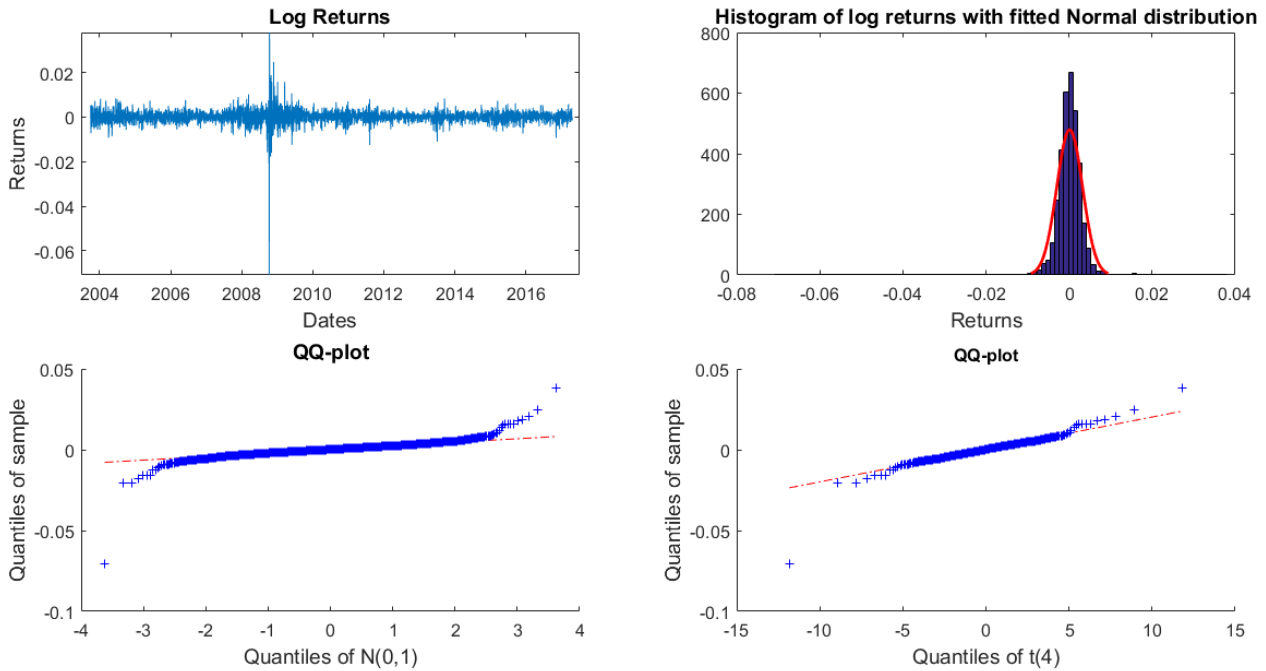 Log Returns
0.02
0
-0.02
-0.04
-0.06
Returns
2004 2006 2008 2010 2012 2014 2016
Dates
Histogram of log returns with fitted Normal distribution
800
600
400
200
0
-0.08 -0.06 -0.04 -0.02 0 0.02 0.04
Returns
QQ-plot
0.05
0
-0.05
-0.1
Quantiles of sample
-4 -3 -2 -1 0 1 2 3 4
Quantiles of N(0,1)
QQ-plot
0.05
0
-0.05
-0.1
Quantiles of sample
-15 -10 -5 0 5 10 15
Quantiles of t(4)